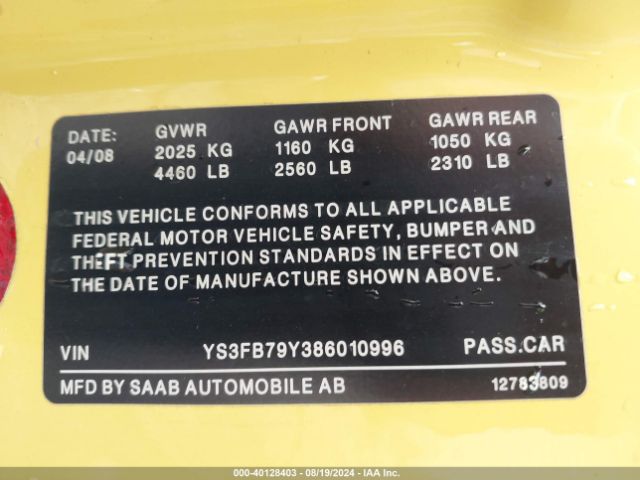 DATE: GVWR GAWR FRONT GAWR REAR
04/08 2025 KG 1160 KG 1050 KG
4460 LB 2560 LB 2310 LB
THIS VEHICLE CONFORMS TO ALL APPLICABLE
FEDERAL MOTOR VEHICLE SAFETY, BUMPER AND
THEFT PREVENTION STANDARDS IN EFFECT ON
THE DATE OF MANUFACTURE SHOWN ABOVE.
VIN YS3FB79Y386010996 PASS.CAR
MFD BY SAAB AUTOMOBILE AB 12783809
000-40128403 - 08/19/2024 - IAA Inc.